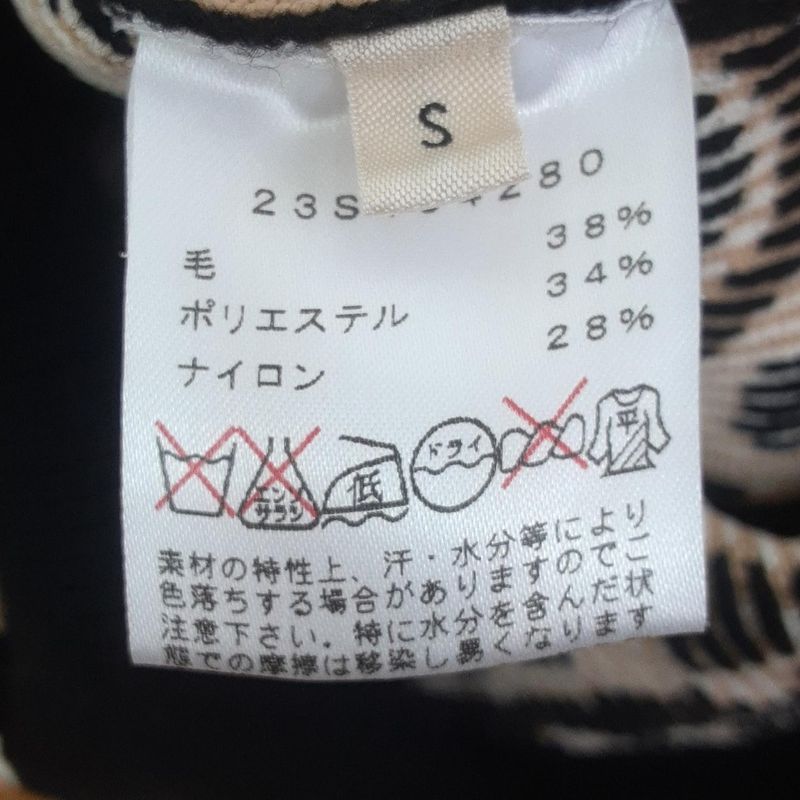 S
23S 280
毛 38%
ポリエステル 34%
ナイロン 28%
エンソ サラシ 低 ドライ 平
素材の特性上、汗・水分等により
色落ちする場合があります のでご
注意下さい。特に水分を含んだ状
態での摩擦は移染し易くなります